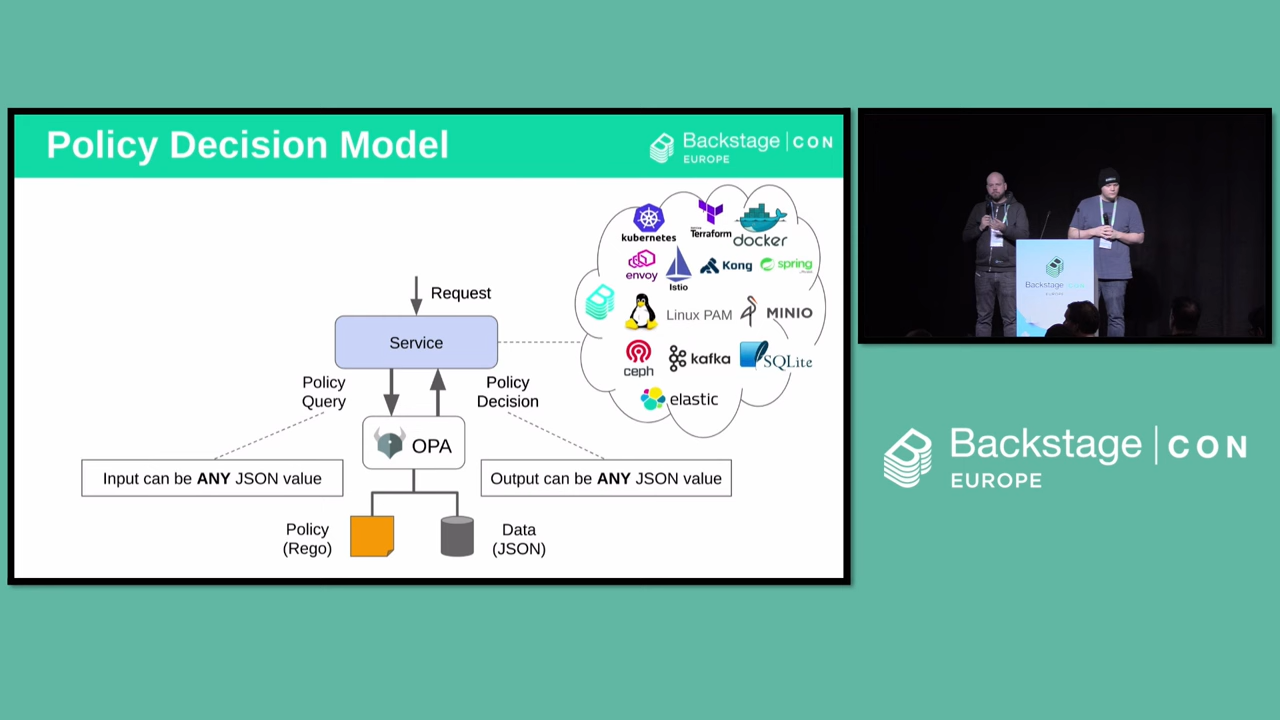 Policy Decision Model
Backstage | CON
EUROPE
kubernetes
Terraform
docker
envoy
Istio
Kong
spring
Linux PAM
MINIO
ceph
kafka
SQLite
elastic
Request
Service
Policy
Query
Policy
Decision
OPA
Input can be ANY JSON value
Output can be ANY JSON value
Policy
(Rego)
Data
(JSON)
Backstage
Backstage | CON
EUROPE